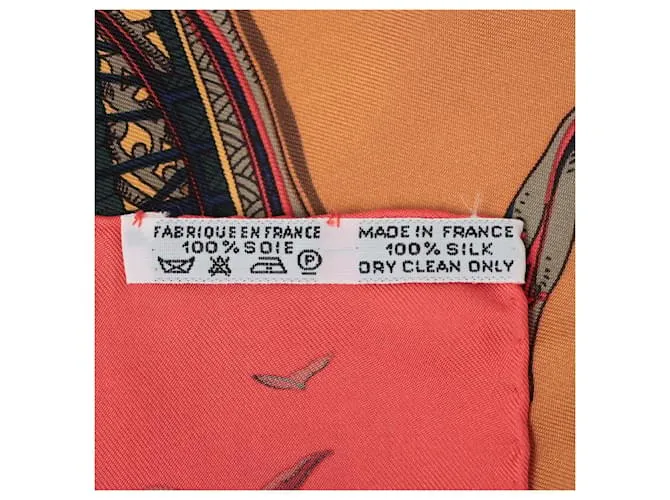 FABRIQUE EN FRANCE
100% SOIE
P
MADE IN FRANCE
100% SILK
DRY CLEAN ONLY